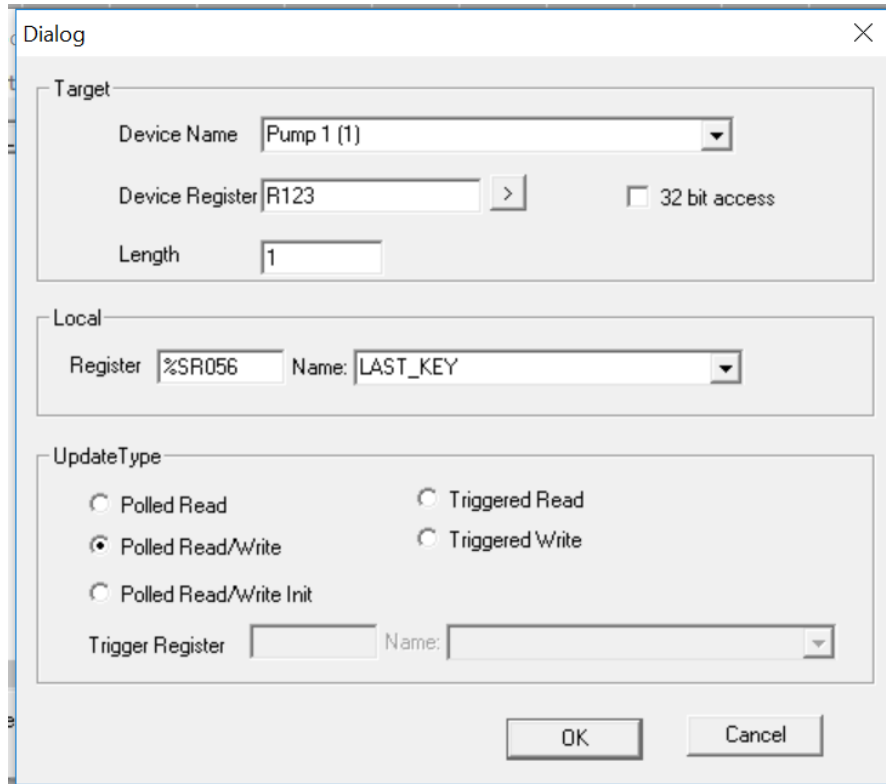 Dialog
Target
Device Name Pump 1 (1)
Device Register R123 > 32 bit access
Length 1
Local
Register %SR056 Name: LAST_KEY
UpdateType
Polled Read Triggered Read
Polled Read/Write Triggered Write
Polled Read/Write Init
Trigger Register Name:
OK Cancel